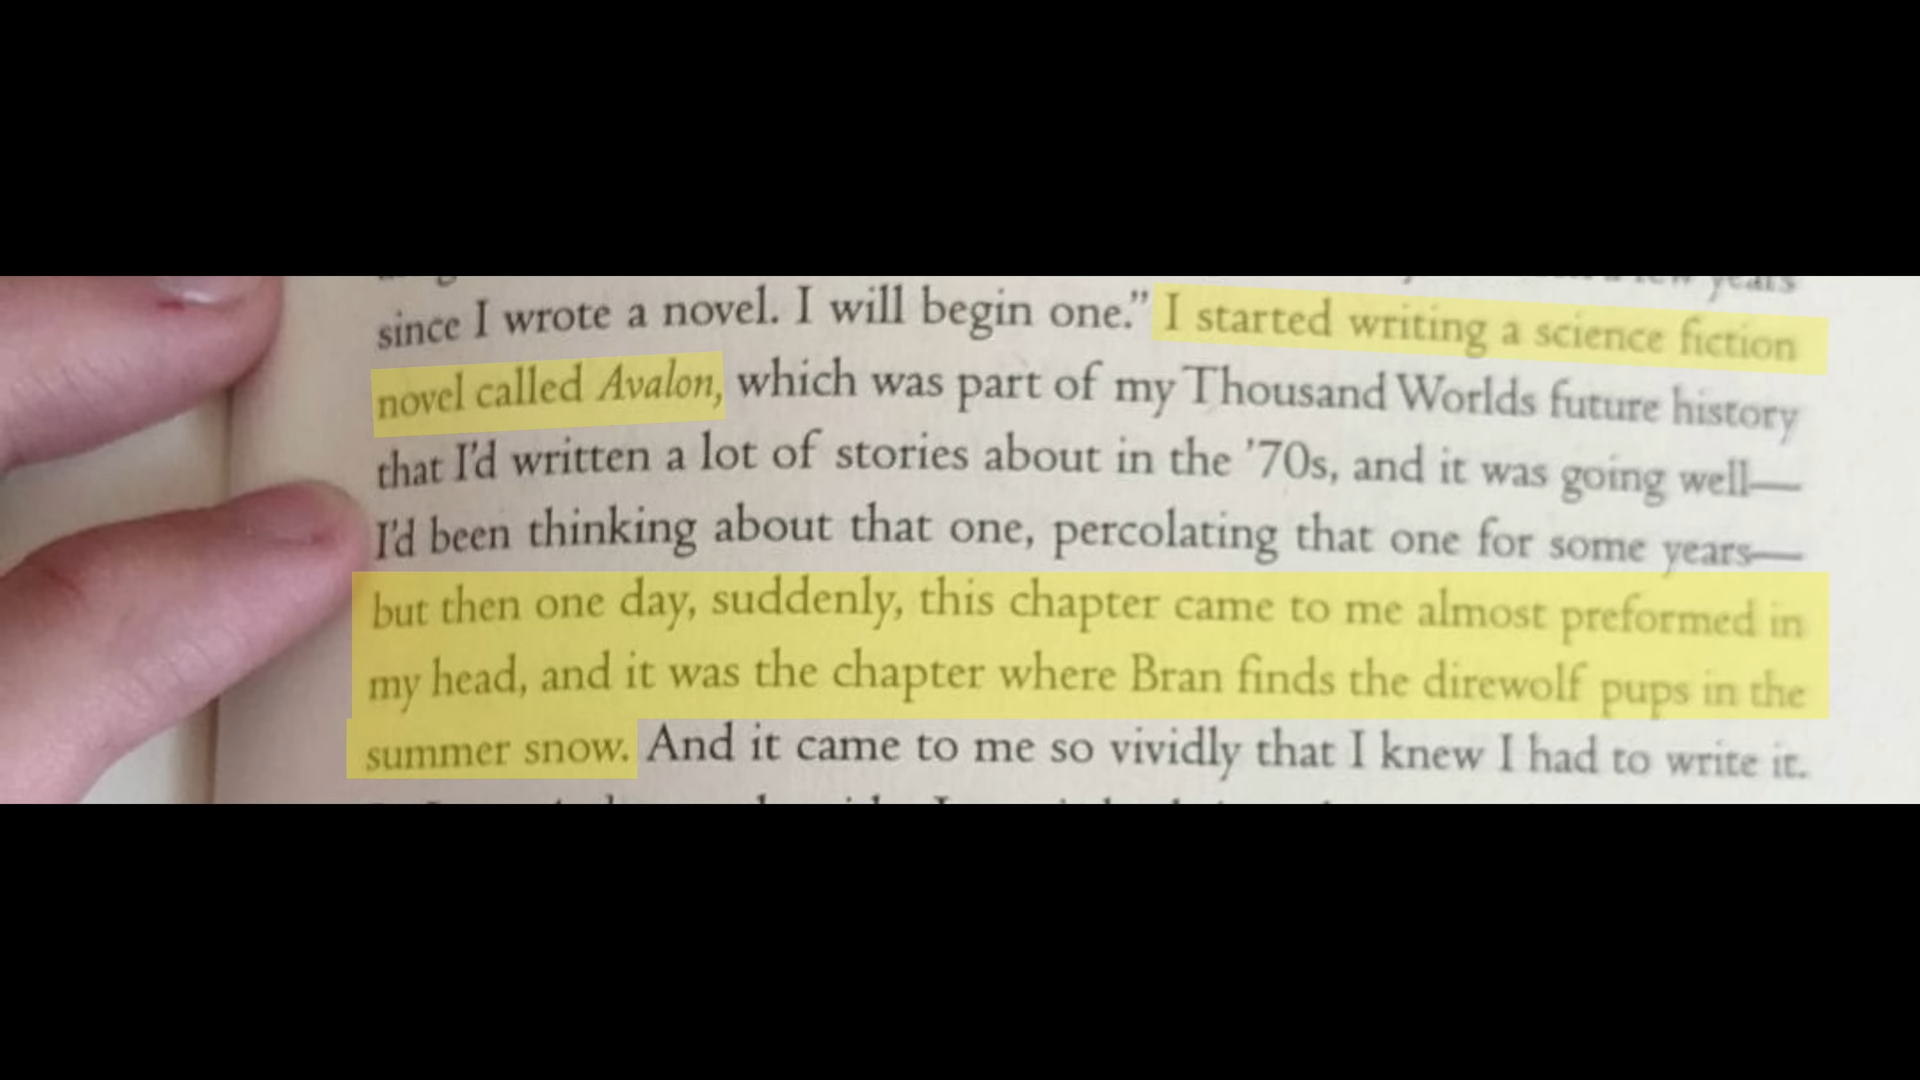 few years
since I wrote a novel. I will begin one.” I started writing a science fiction
novel called Avalon, which was part of my Thousand Worlds future history
that I’d written a lot of stories about in the ’70s, and it was going well—
I’d been thinking about that one, percolating that one for some years—
but then one day, suddenly, this chapter came to me almost preformed in
my head, and it was the chapter where Bran finds the direwolf pups in the
summer snow. And it came to me so vividly that I knew I had to write it.